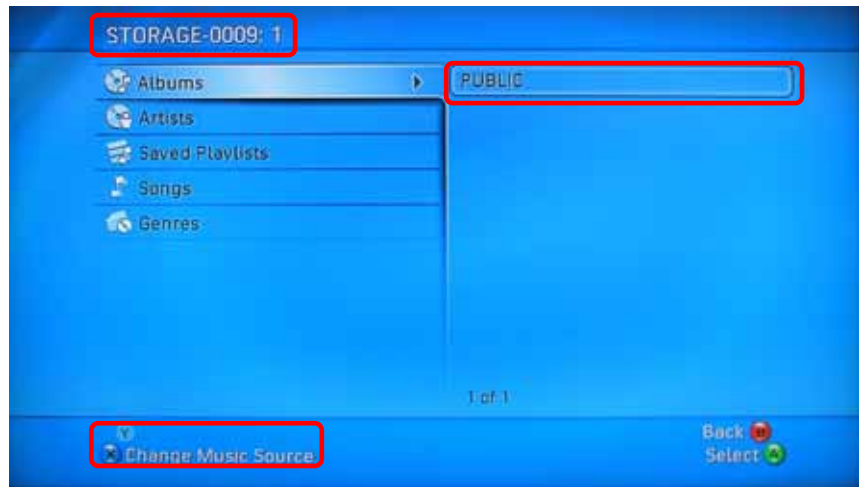 STORAGE-0009: 1
Albums
PUBLIC
Artists
Saved Playlists
Songs
Genres
1 of 1
Y
X Change Music Source
Back B
Select A